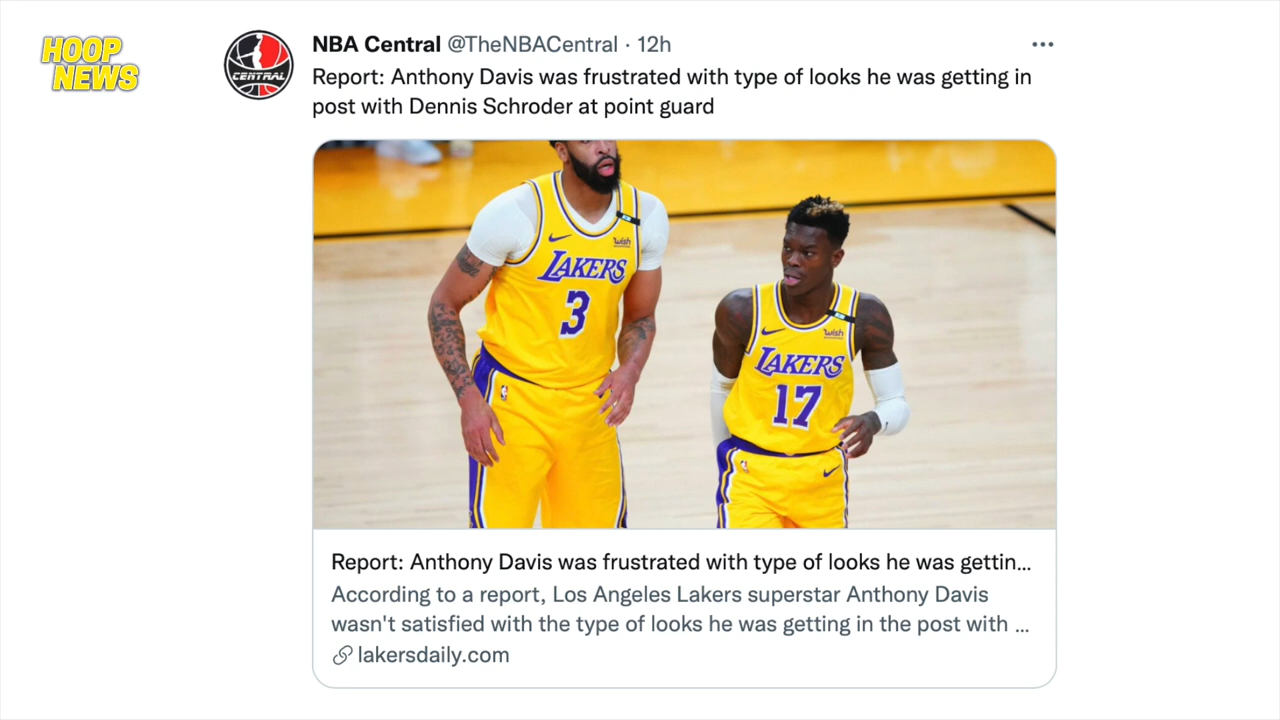 HOOP
NEWS
CENTRAL
NBA Central @TheNBACentral · 12h
Report: Anthony Davis was frustrated with type of looks he was getting in
post with Dennis Schroder at point guard
wish
LAKERS
3
wish
LAKERS
17
Report: Anthony Davis was frustrated with type of looks he was gettin...
According to a report, Los Angeles Lakers superstar Anthony Davis
wasn't satisfied with the type of looks he was getting in the post with ...
lakersdaily.com